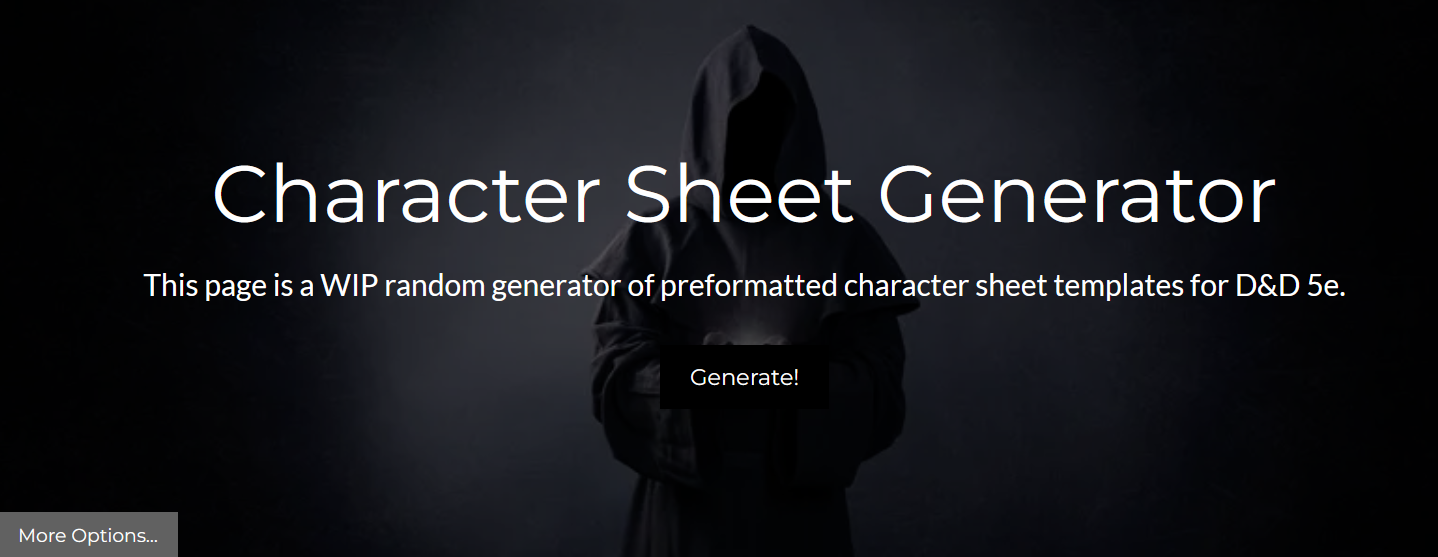 Character Sheet Generator
This page is a WIP random generator of preformatted character sheet templates for D&D 5e.
Generate!
More Options...